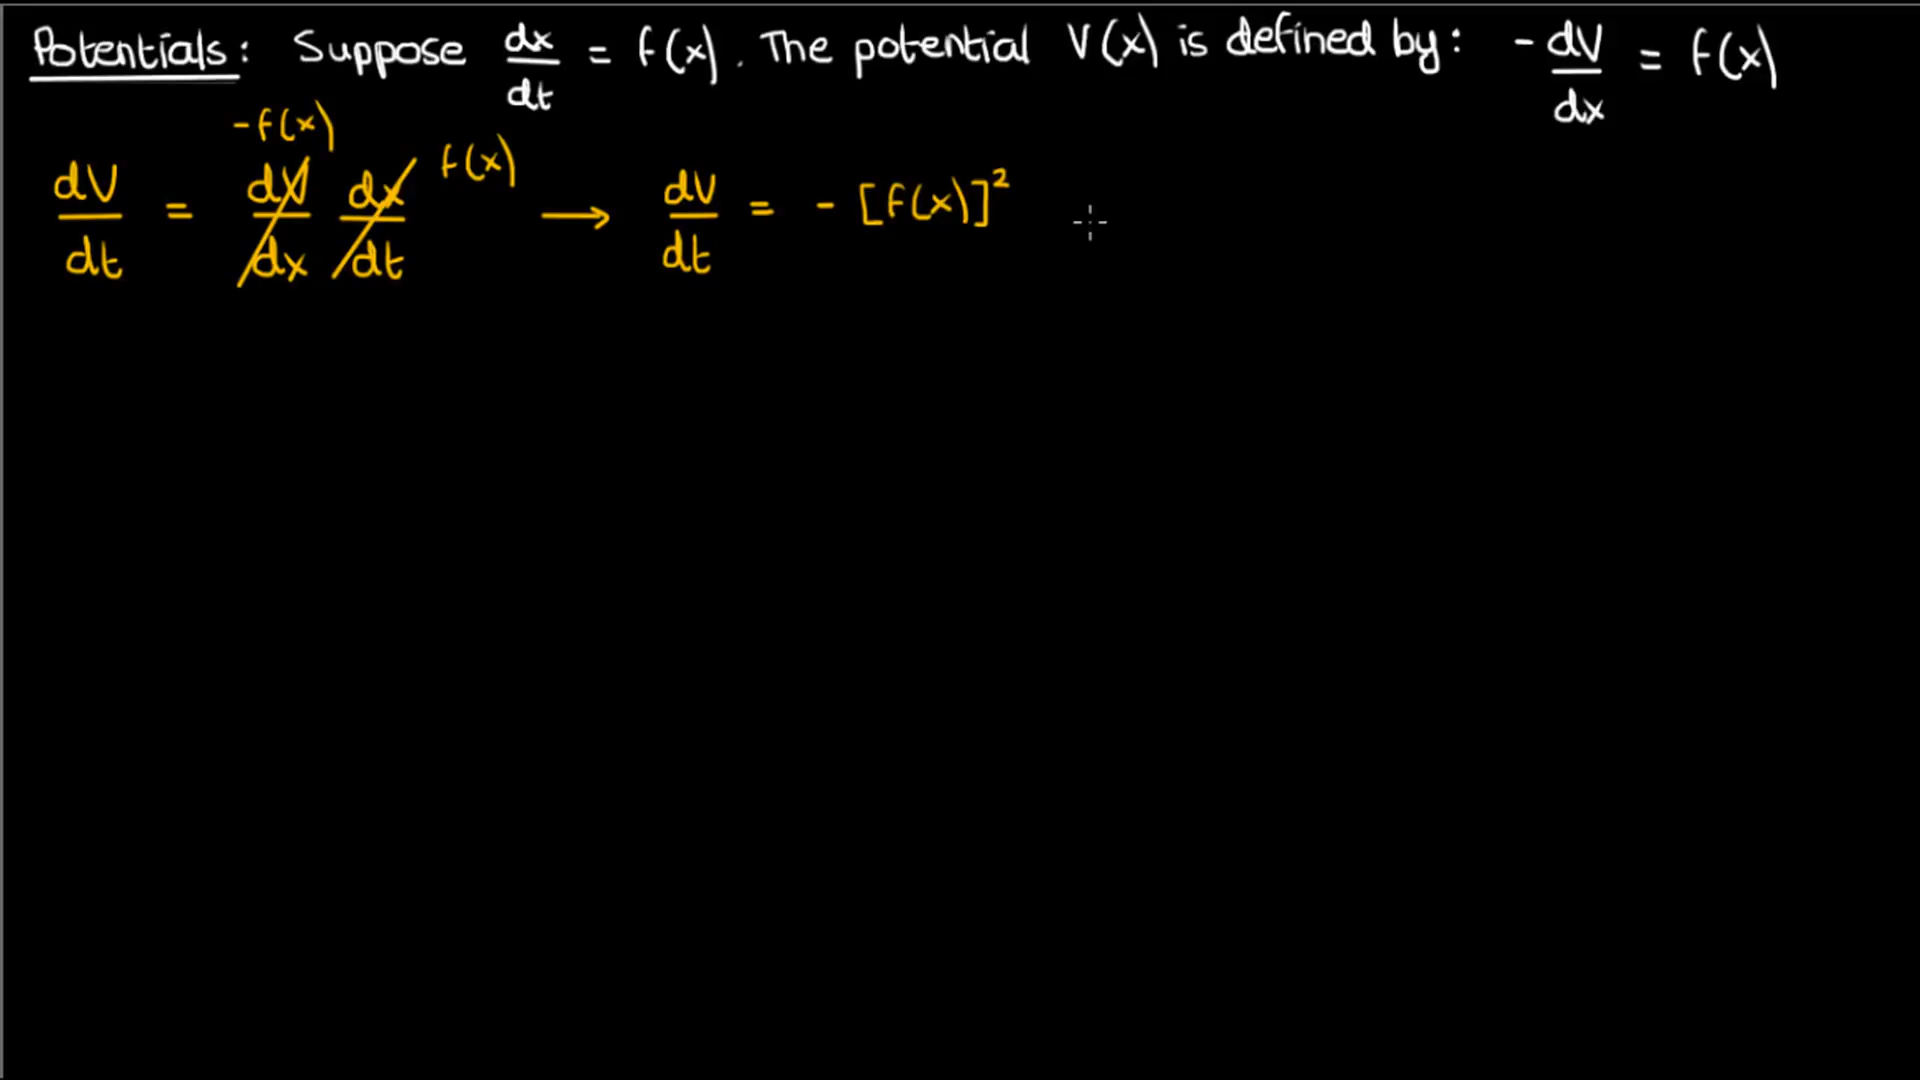 Potentials: Suppose dx/dt = f(x). The potential V(x) is defined by: -dV/dx = f(x)
-f(x) f(x)
dV/dt = dV/dx dx/dt → dV/dt = - [f(x)]²